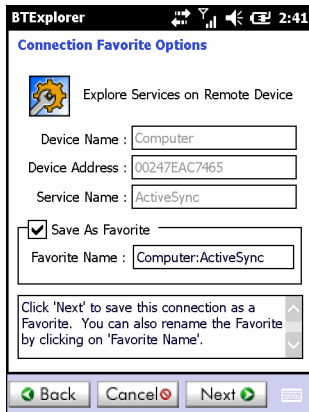 BTExplorer 2:41
Connection Favorite Options
Explore Services on Remote Device
Device Name : Computer
Device Address : 00247EAC7465
Service Name : ActiveSync
Save As Favorite
Favorite Name : Computer:ActiveSync
Click 'Next' to save this connection as a
Favorite. You can also rename the Favorite
by clicking on 'Favorite Name'.
Back Cancel Next